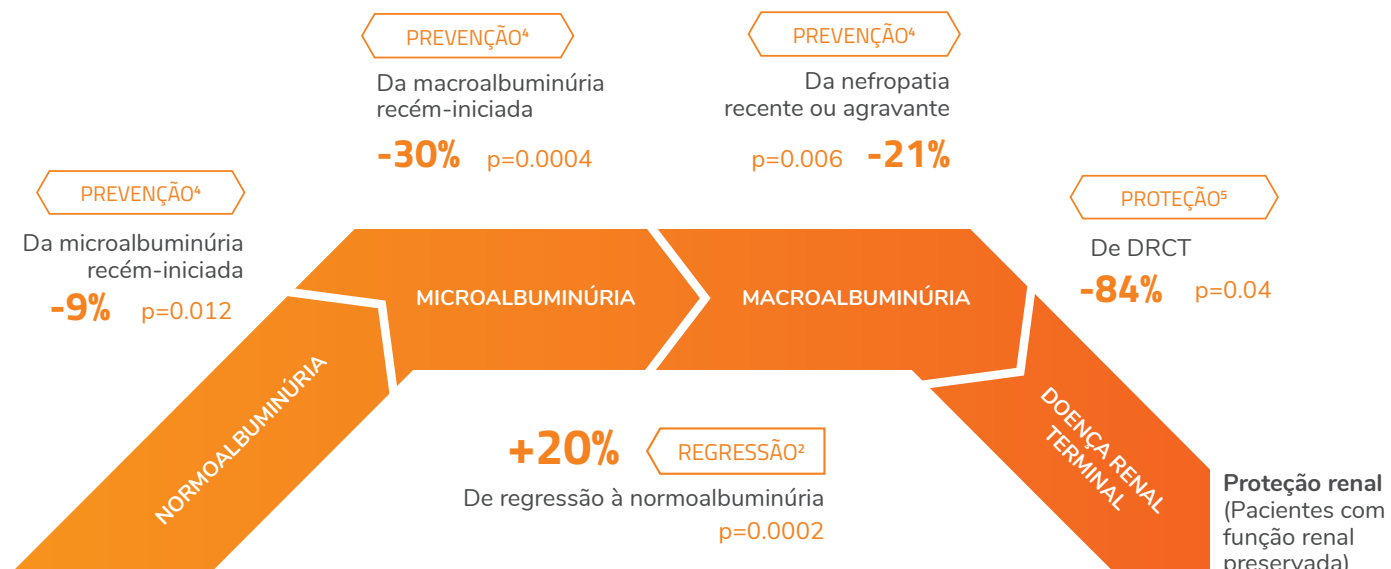 PREVENÇÃO⁴
Da macroalbuminúria
recém-iniciada
-30% p=0.0004
PREVENÇÃO⁴
Da nefropatia
recente ou agravante
p=0.006 -21%
PREVENÇÃO⁴
Da microalbuminúria
recém-iniciada
-9% p=0.012
PROTEÇÃO⁵
De DRCT
-84% p=0.04
NORMOALBUMINÚRIA
MICROALBUMINÚRIA
MACROALBUMINÚRIA
DOENÇA RENAL
TERMINAL
+20% REGRESSÃO²
De regressão à normoalbuminúria
p=0.0002
Proteção renal
(Pacientes com
função renal
preservada)